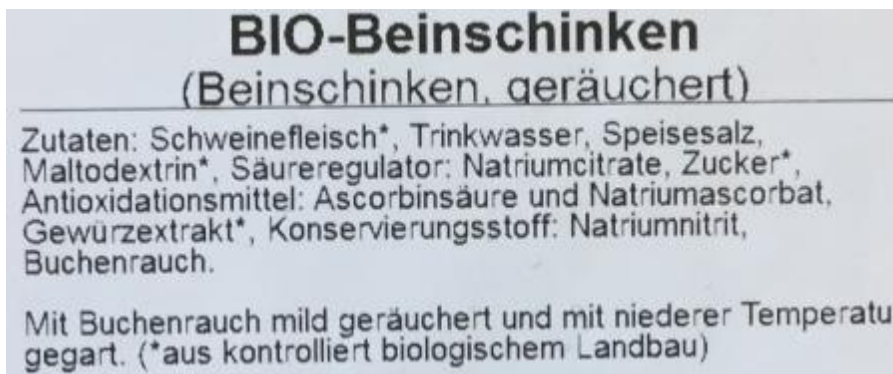 BIO-Beinschinken
(Beinschinken, geräuchert)
Zutaten: Schweinefleisch*, Trinkwasser, Speisesalz,
Maltodextrin*, Säureregulator: Natriumcitrate, Zucker*,
Antioxidationsmittel: Ascorbinsäure und Natriumascorbat,
Gewürzextrakt*, Konservierungsstoff: Natriumnitrit,
Buchenrauch.
Mit Buchenrauch mild geräuchert und mit niederer Temperatu
gegart. (*aus kontrolliert biologischem Landbau)